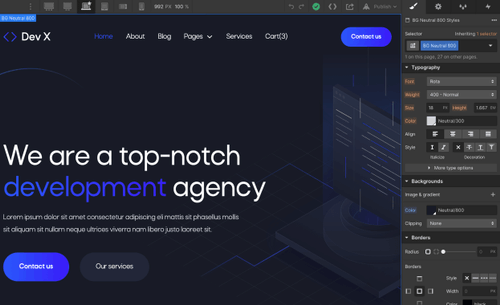 992 PX 100 %
Publish
BG Neutral 800
Dev X
Home
About
Blog
Pages
Services
Cart(3)
Contact us
We are a top-notch
development agency
Lorem ipsum dolor sit amet consectetur adipiscing eli mattis sit phasellus mollis
sit aliquam sit nullam neque ultrices viverra nam libero justo laoreet sit.
Contact us
Our services
BG Neutral 800 Styles
Selector
Inheriting 1 selector
BG Neutral 800
1 on this page, 27 on other pages.
Typography
Font
Weight
400 - Normal
Size
18
PX
Height
Color
Neutral/300
Align
Style
Italicize
Decoration
More type options
Backgrounds
Image & gradient
Color
Neutral/800
Clipping
None
Borders
Radius
0
PX
Borders
Style
Width
0
PX
Color
black